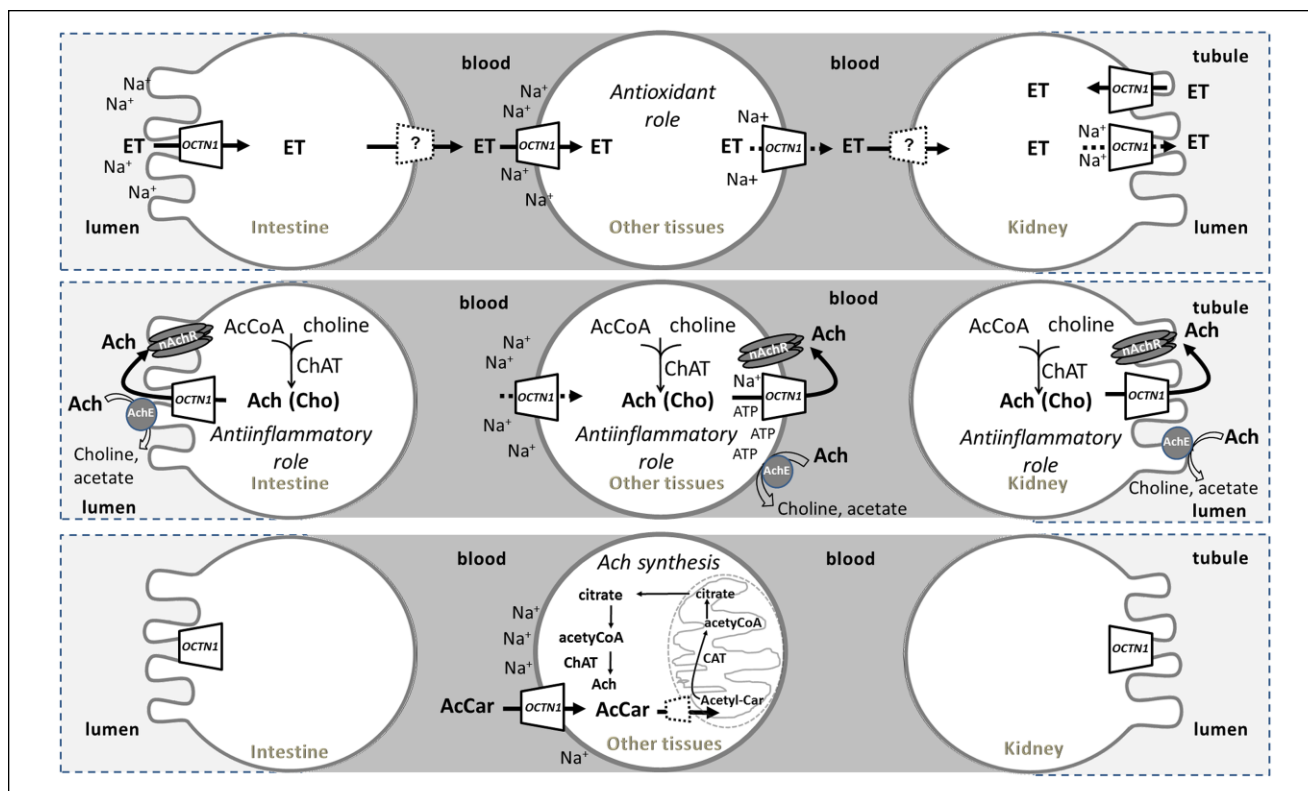 blood
blood
tubule
Na⁺
Na⁺
Na⁺
Na⁺
Antioxidant
role
Na+
ET
OCTN1
ET
Na⁺
ET
OCTN1
ET
?
ET
OCTN1
ET
ET
OCTN1
ET
?
ET
Na⁺
Na⁺
OCTN1
ET
Na⁺
Na⁺
Na⁺
Na⁺
Na+
lumen
Intestine
Other tissues
Kidney
lumen
blood
blood
tubule
Ach
nAchR
AcCoA
choline
ChAT
Na⁺
Na⁺
AcCoA
choline
ChAT
nAchR
Ach
AcCoA
choline
ChAT
nAchR
Ach
Ach
AchE
OCTN1
Ach (Cho)
OCTN1
Ach (Cho)
Na⁺
ATP
OCTN1
Ach (Cho)
OCTN1
Na⁺
Na⁺
ATP
ATP
Choline,
acetate
Antiinflammatory
role
Antiinflammatory
role
AchE
Ach
Antiinflammatory
role
AchE
Ach
lumen
Intestine
Other tissues
Choline, acetate
Kidney
Choline, acetate
lumen
blood
Ach synthesis
blood
tubule
Na⁺
Na⁺
Na⁺
citrate
citrate
acetyCoA
acetyCoA
ChAT
CAT
Ach
Acetyl-Car
OCTN1
AcCar
OCTN1
AcCar
OCTN1
lumen
Intestine
Na⁺
Other tissues
Kidney
lumen